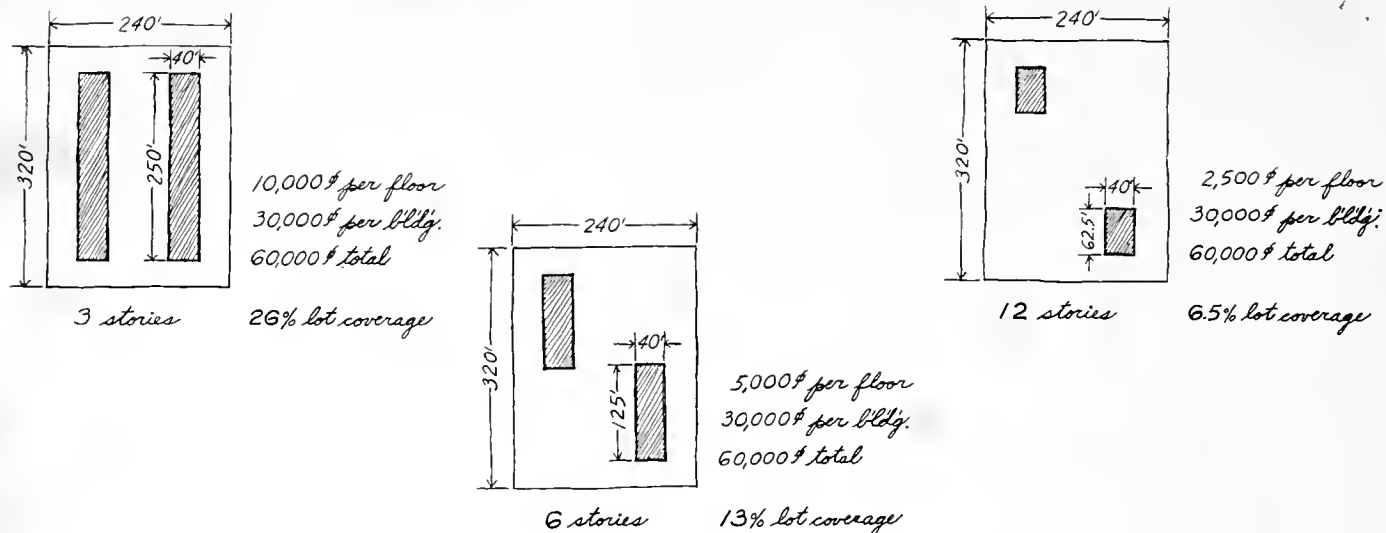 240'
40'
320'
250'
10,000□' per floor
30,000□' per bldg.
60,000□' total
3 stories
26% lot coverage
240'
320'
40'
125'
5,000□' per floor
30,000□' per bldg.
60,000□' total
6 stories
13% lot coverage
240'
320'
40'
62.5'
2,500□' per floor
30,000□' per bldg.
60,000□' total
12 stories
6.5% lot coverage